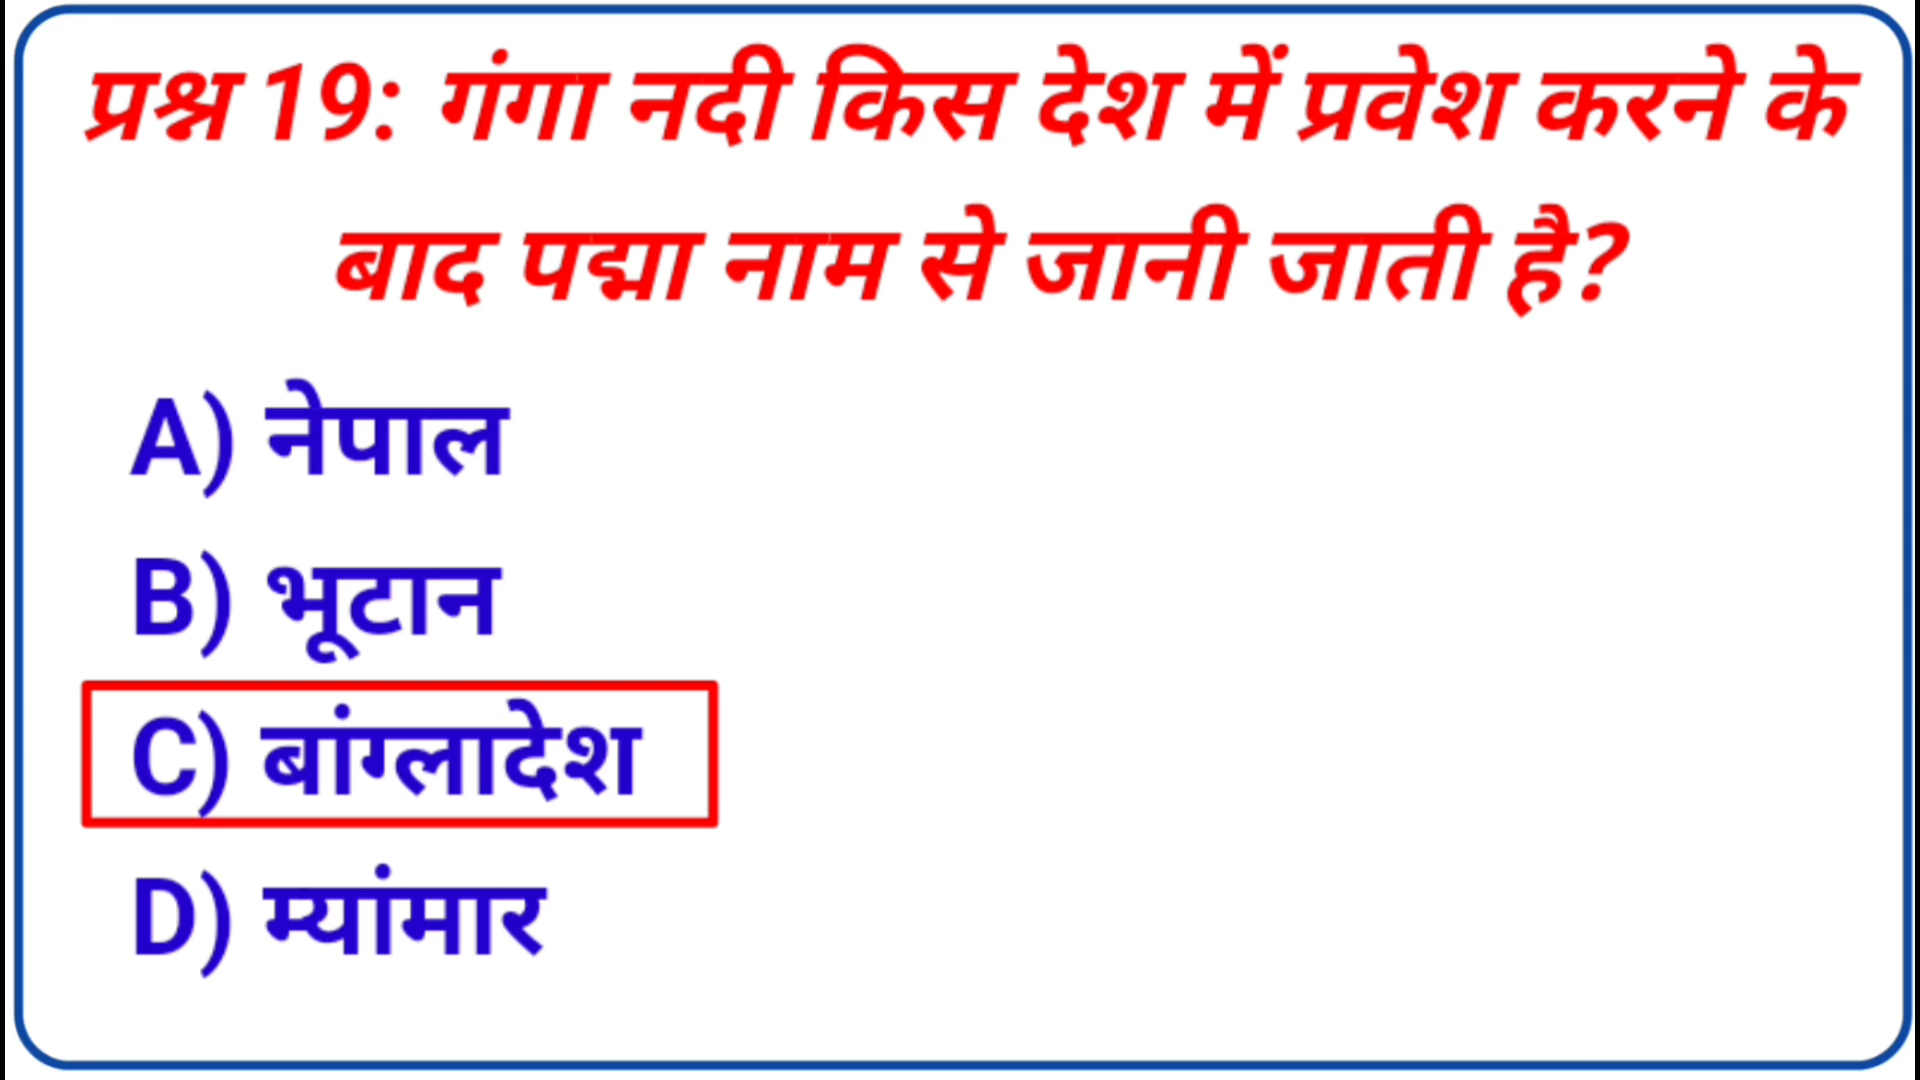 प्रश्न 19: गंगा नदी किस देश में प्रवेश करने के
बाद पद्मा नाम से जानी जाती है?
A) नेपाल
B) भूटान
C) बांग्लादेश
D) म्यांमार